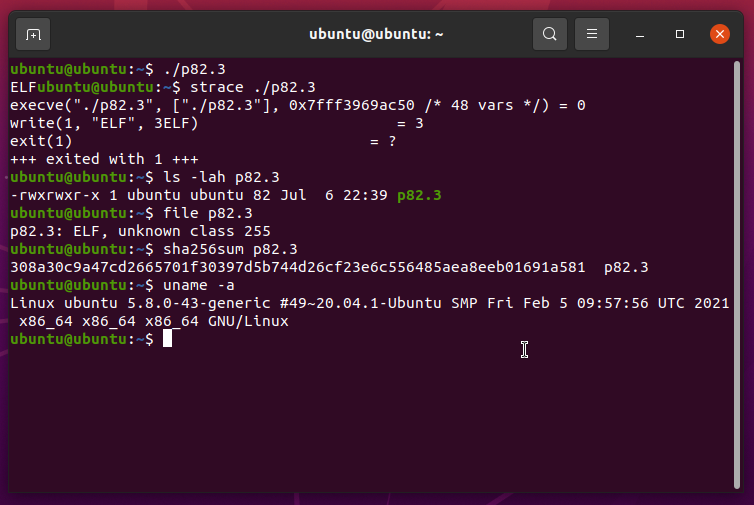 ubuntu@ubuntu: ~
ubuntu@ubuntu:~$ ./p82.3
ELFubuntu@ubuntu:~$ strace ./p82.3
execve("./p82.3", ["./p82.3"], 0x7fff3969ac50 /* 48 vars */) = 0
write(1, "ELF", 3ELF)                      = 3
exit(1)                                 = ?
+++ exited with 1 +++
ubuntu@ubuntu:~$ ls -lah p82.3
-rwxrwxr-x 1 ubuntu ubuntu 82 Jul  6 22:39 p82.3
ubuntu@ubuntu:~$ file p82.3
p82.3: ELF, unknown class 255
ubuntu@ubuntu:~$ sha256sum p82.3
308a30c9a47cd2665701f30397d5b744d26cf23e6c556485aea8eeb01691a581  p82.3
ubuntu@ubuntu:~$ uname -a
Linux ubuntu 5.8.0-43-generic #49~20.04.1-Ubuntu SMP Fri Feb 5 09:57:56 UTC 2021
 x86_64 x86_64 x86_64 GNU/Linux
ubuntu@ubuntu:~$